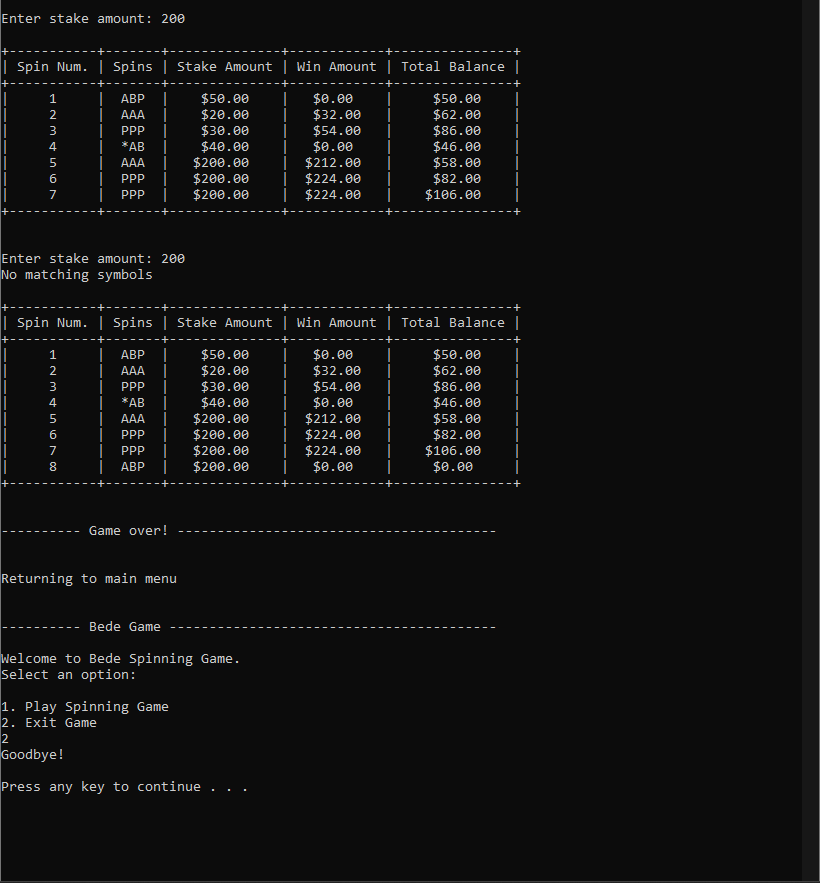 Enter stake amount: 200
+-----------+-------+--------------+------------+---------------+
| Spin Num. | Spins | Stake Amount | Win Amount | Total Balance |
+-----------+-------+--------------+------------+---------------+
| 1 | ABP | $50.00 | $0.00 | $50.00 |
| 2 | AAA | $20.00 | $32.00 | $62.00 |
| 3 | PPP | $30.00 | $54.00 | $86.00 |
| 4 | *AB | $40.00 | $0.00 | $46.00 |
| 5 | AAA | $200.00 | $212.00 | $58.00 |
| 6 | PPP | $200.00 | $224.00 | $82.00 |
| 7 | PPP | $200.00 | $224.00 | $106.00 |
+-----------+-------+--------------+------------+---------------+
Enter stake amount: 200
No matching symbols
+-----------+-------+--------------+------------+---------------+
| Spin Num. | Spins | Stake Amount | Win Amount | Total Balance |
+-----------+-------+--------------+------------+---------------+
| 1 | ABP | $50.00 | $0.00 | $50.00 |
| 2 | AAA | $20.00 | $32.00 | $62.00 |
| 3 | PPP | $30.00 | $54.00 | $86.00 |
| 4 | *AB | $40.00 | $0.00 | $46.00 |
| 5 | AAA | $200.00 | $212.00 | $58.00 |
| 6 | PPP | $200.00 | $224.00 | $82.00 |
| 7 | PPP | $200.00 | $224.00 | $106.00 |
| 8 | ABP | $200.00 | $0.00 | $0.00 |
+-----------+-------+--------------+------------+---------------+
---------- Game over! ----------------------------------------
Returning to main menu
---------- Bede Game -----------------------------------------
Welcome to Bede Spinning Game.
Select an option:
1. Play Spinning Game
2. Exit Game
2
Goodbye!
Press any key to continue . . .